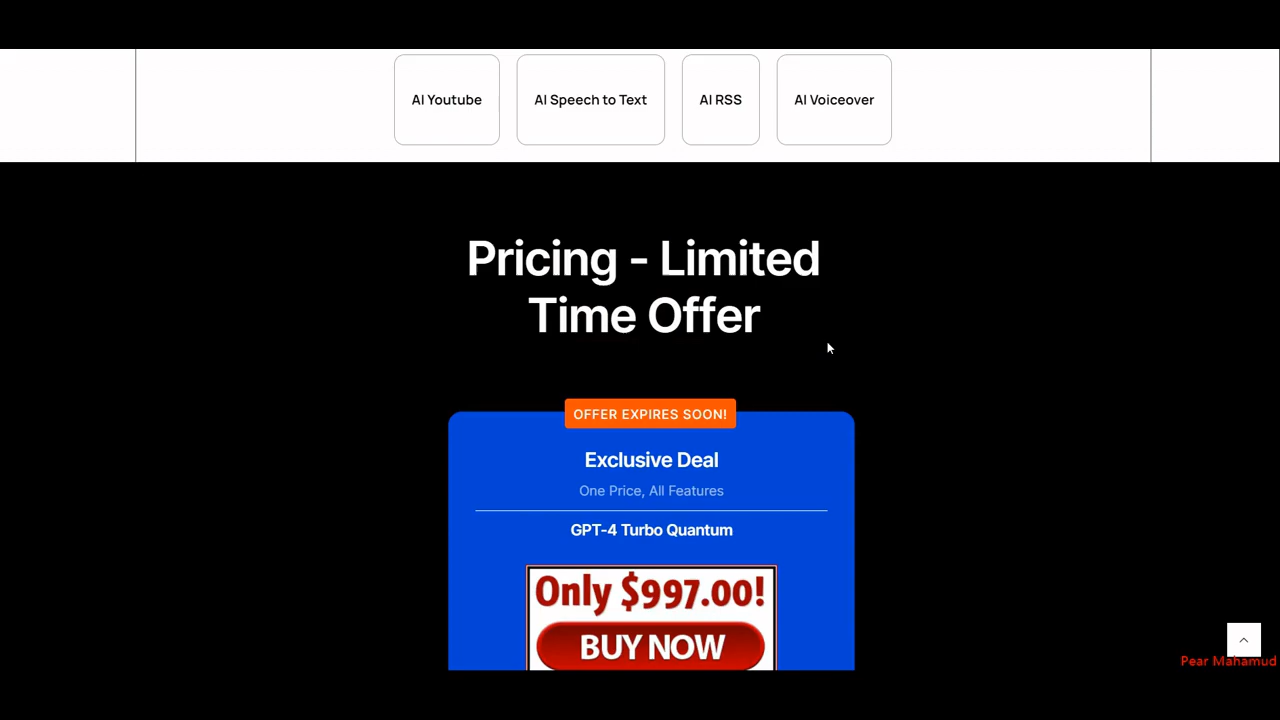 AI Youtube
AI Speech to Text
AI RSS
AI Voiceover
Pricing - Limited
Time Offer
OFFER EXPIRES SOON!
Exclusive Deal
One Price, All Features
GPT-4 Turbo Quantum
Only $997.00!
BUY NOW
Pear Mahamud